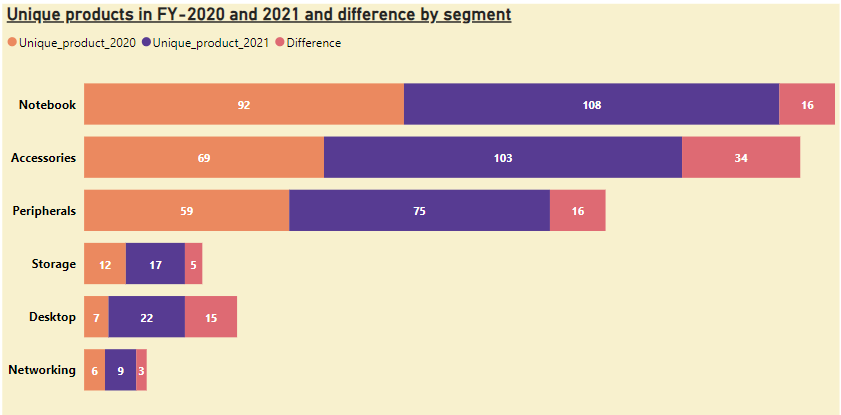 Unique products in FY-2020 and 2021 and difference by segment
Unique_product_2020 Unique_product_2021 Difference
Notebook 92 108 16
Accessories 69 103 34
Peripherals 59 75 16
Storage 12 17 5
Desktop 7 22 15
Networking 6 9 3